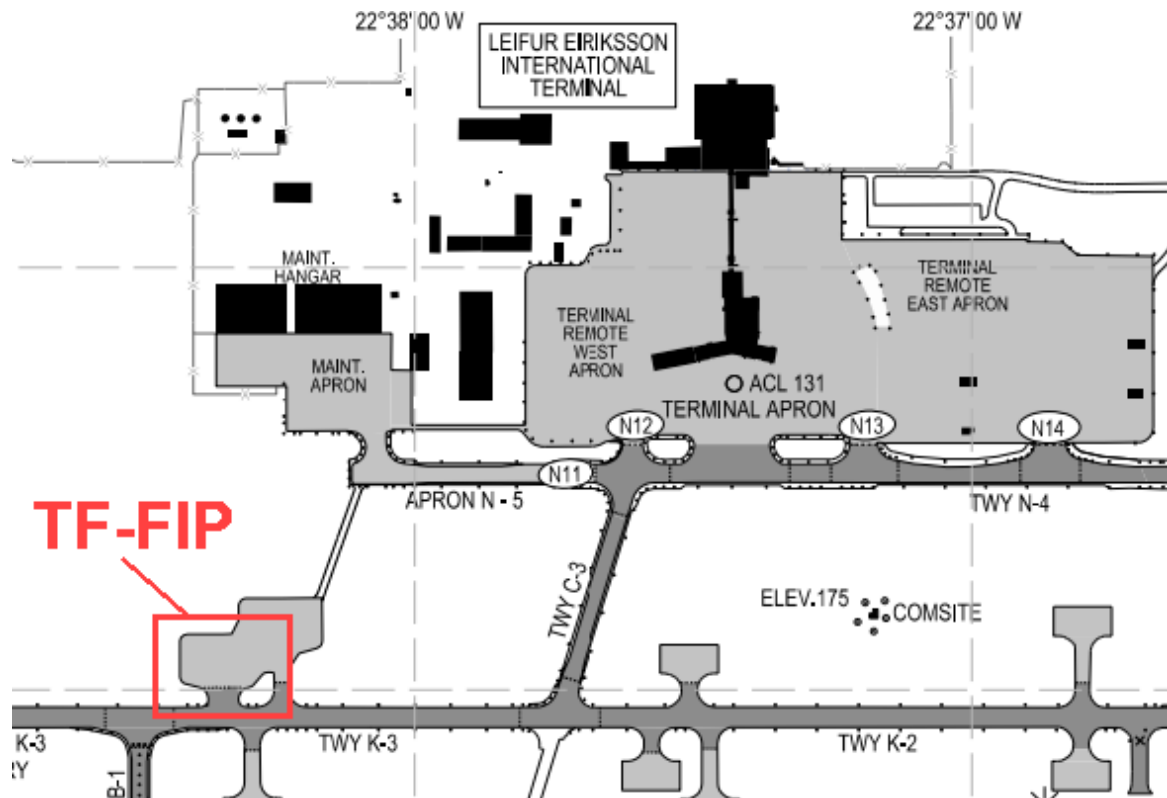 22°38' 00 W
22°37' 00 W
LEIFUR EIRIKSSON
INTERNATIONAL
TERMINAL
MAINT.
HANGAR
TERMINAL
REMOTE
EAST APRON
TERMINAL
REMOTE
WEST
APRON
MAINT.
APRON
ACL 131
TERMINAL APRON
N12
N13
N14
N11
APRON N - 5
TWY N-4
TF-FIP
TWY C-3
ELEV.175
COMSITE
K-3
TWY K-3
TWY K-2
RY
B-1